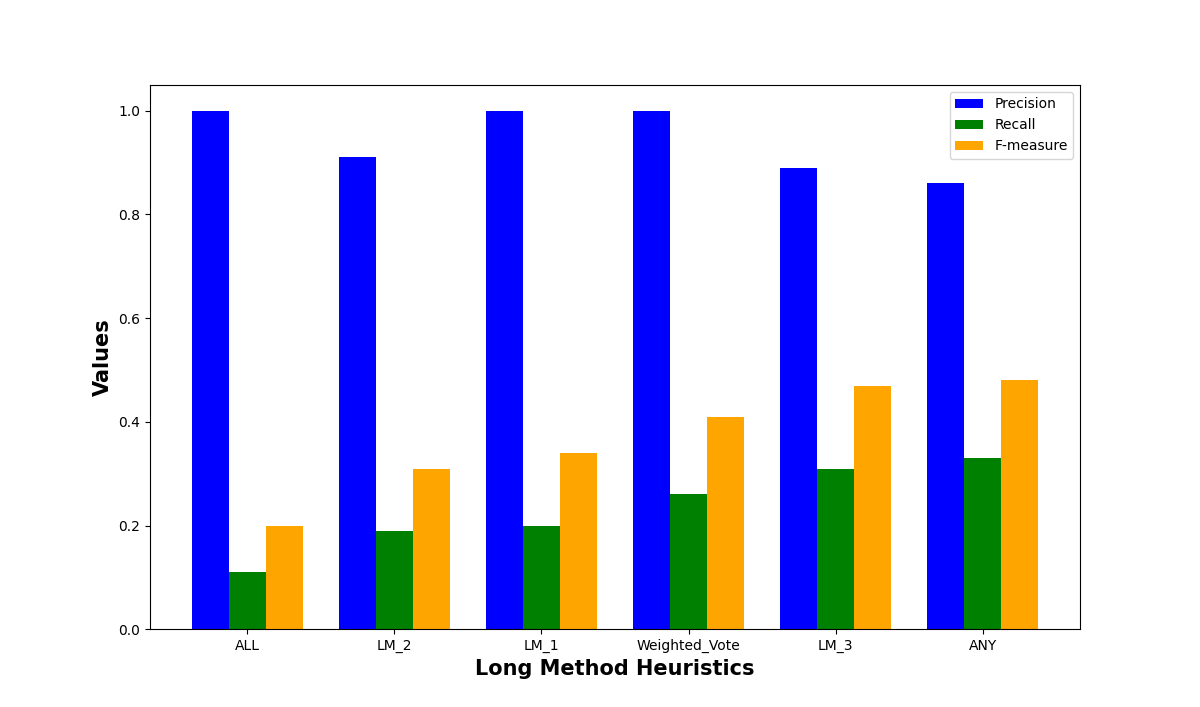 1.0
0.8
0.6
0.4
0.2
0.0
Values
Precision
Recall
F-measure
ALL LM_2 LM_1 Weighted_Vote LM_3 ANY
Long Method Heuristics